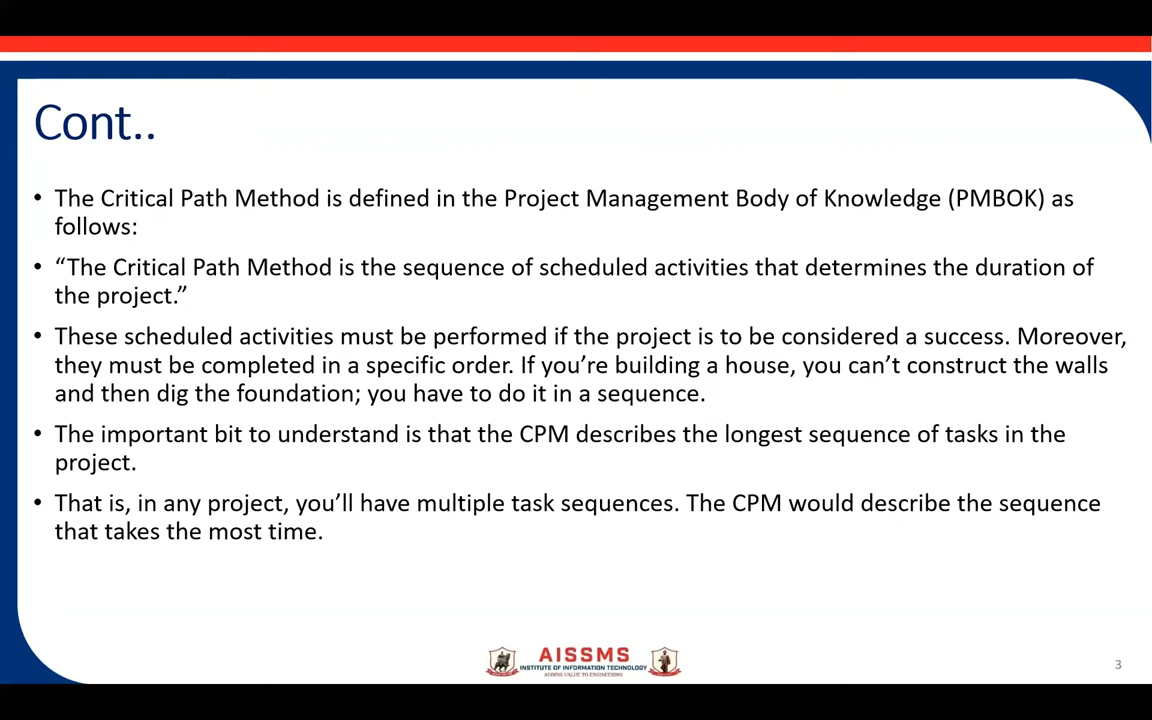 Cont..
• The Critical Path Method is defined in the Project Management Body of Knowledge (PMBOK) as
follows:
• “The Critical Path Method is the sequence of scheduled activities that determines the duration of
the project.”
• These scheduled activities must be performed if the project is to be considered a success. Moreover,
they must be completed in a specific order. If you’re building a house, you can’t construct the walls
and then dig the foundation; you have to do it in a sequence.
• The important bit to understand is that the CPM describes the longest sequence of tasks in the
project.
• That is, in any project, you’ll have multiple task sequences. The CPM would describe the sequence
that takes the most time.
AISSMS
INSTITUTE OF INFORMATION TECHNOLOGY
ADDING VALUE TO ENGINEERING
3